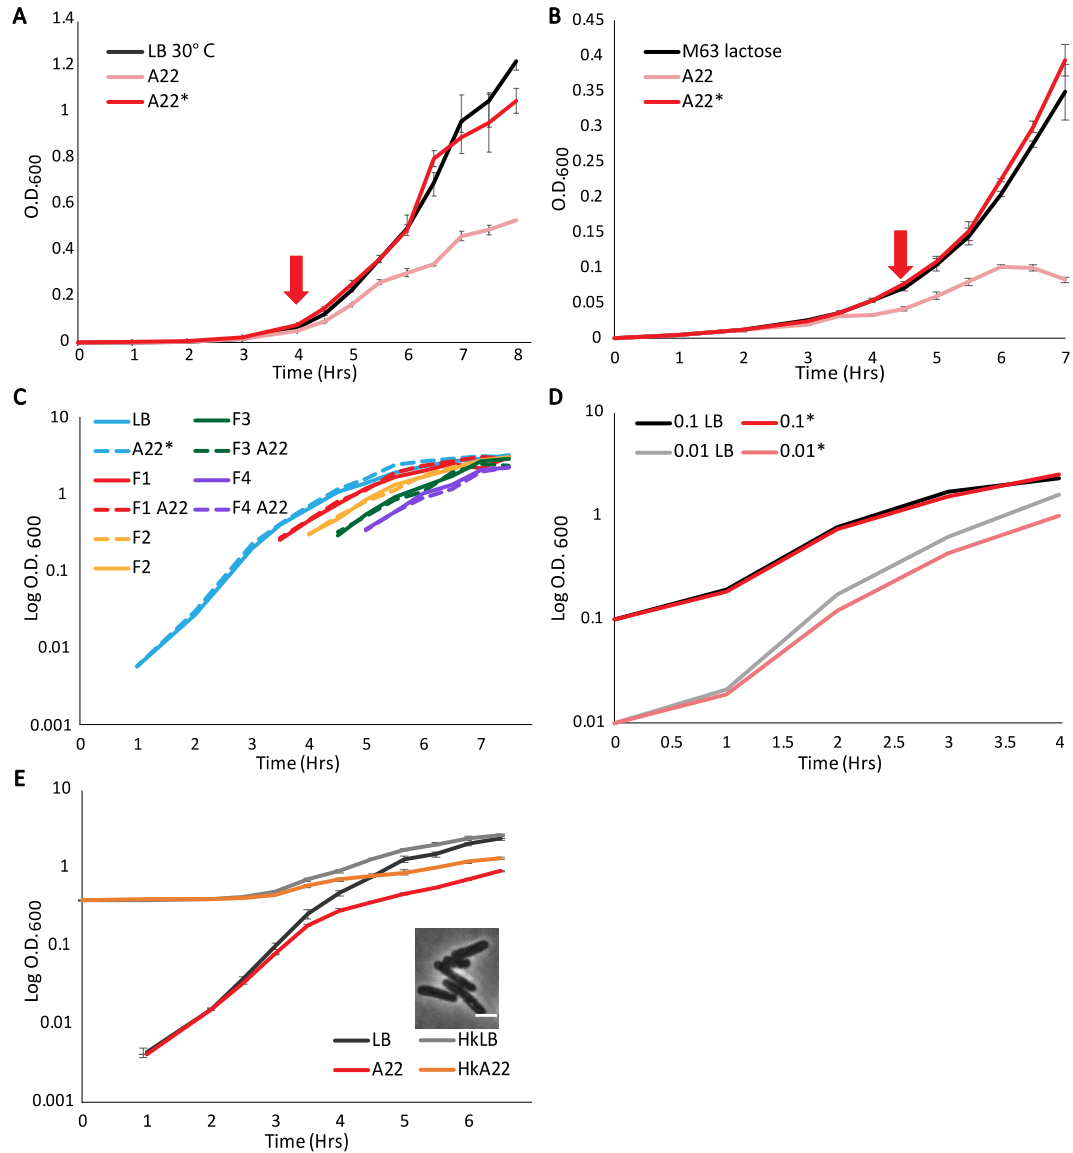 A
1.4
1.2
1
0.8
0.6
0.4
0.2
0
O.D.600
LB 30° C
A22
A22*
0 1 2 3 4 5 6 7 8
Time (Hrs)
B
0.45
0.4
0.35
0.3
0.25
0.2
0.15
0.1
0.05
0
O.D.600
M63 lactose
A22
A22*
0 1 2 3 4 5 6 7
Time (Hrs)
C
10
1
0.1
0.01
0.001
Log O.D. 600
LB F3
A22* F3 A22
F1 F4
F1 A22 F4 A22
F2
F2
0 1 2 3 4 5 6 7
Time (Hrs)
D
10
1
0.1
0.01
Log O.D. 600
0.1 LB 0.1*
0.01 LB 0.01*
0 0.5 1 1.5 2 2.5 3 3.5 4
Time (Hrs)
E
10
1
0.1
0.01
0.001
Log O.D. 600
LB HkLB
A22 HkA22
0 1 2 3 4 5 6
Time (Hrs)